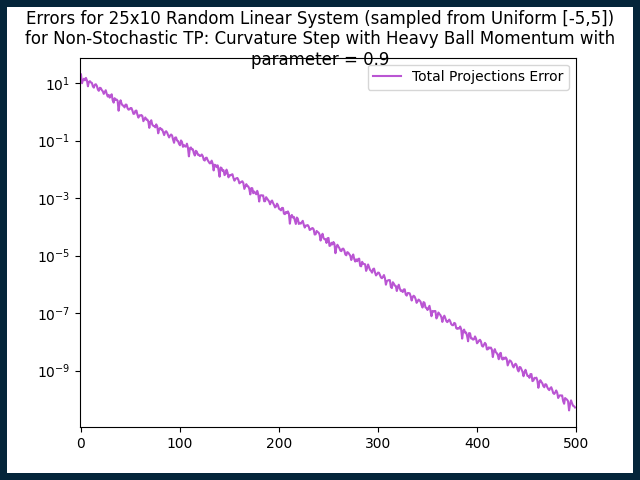 Errors for 25x10 Random Linear System (sampled from Uniform [-5,5])
for Non-Stochastic TP: Curvature Step with Heavy Ball Momentum with
parameter = 0.9
Total Projections Error
10¹
10⁻¹
10⁻³
10⁻⁵
10⁻⁷
10⁻⁹
0 100 200 300 400 500